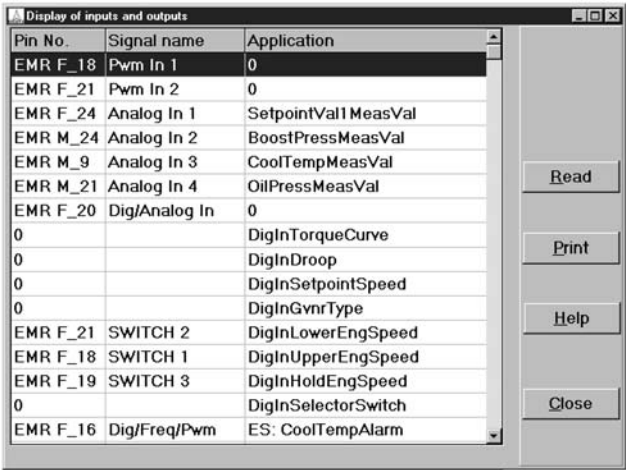 Display of inputs and outputs
Pin No. Signal name Application
EMR F_18 Pwm In 1 0
EMR F_21 Pwm In 2 0
EMR F_24 Analog In 1 SetpointVal1MeasVal
EMR M_24 Analog In 2 BoostPressMeasVal
EMR M_9 Analog In 3 CoolTempMeasVal
EMR M_21 Analog In 4 OilPressMeasVal
EMR F_20 Dig/Analog In 0
0 DigInTorqueCurve
0 DigInDroop
0 DigInSetpointSpeed
0 DigInGvnrType
EMR F_21 SWITCH 2 DigInLowerEngSpeed
EMR F_18 SWITCH 1 DigInUpperEngSpeed
EMR F_19 SWITCH 3 DigInHoldEngSpeed
0 DigInSelectorSwitch
EMR F_16 Dig/Freq/Pwm ES: CoolTempAlarm
Read
Print
Help
Close